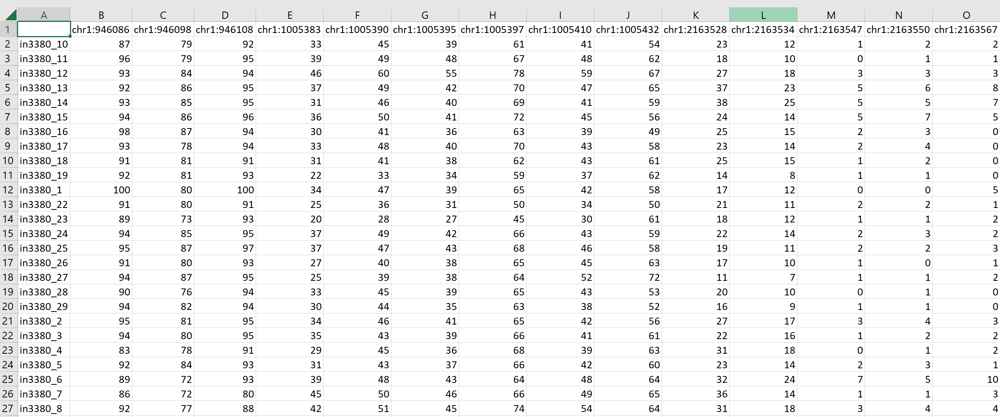 A B C D E F G H I J K L M N O
1 chr1:946086 chr1:946098 chr1:946108 chr1:1005383 chr1:1005390 chr1:1005395 chr1:1005397 chr1:1005410 chr1:1005432 chr1:2163528 chr1:2163534 chr1:2163547 chr1:2163550 chr1:2163567
2 in3380_10 87 79 92 33 45 39 61 41 54 23 12 1 2 2
3 in3380_11 96 79 95 39 49 48 67 48 62 18 10 0 1 1
4 in3380_12 93 84 94 46 60 55 78 59 67 27 18 3 3 3
5 in3380_13 92 86 95 37 49 42 70 47 65 37 23 5 6 8
6 in3380_14 93 85 95 31 46 40 69 41 59 38 25 5 5 7
7 in3380_15 94 86 96 36 50 41 72 45 56 24 14 5 7 5
8 in3380_16 98 87 94 30 41 36 63 39 49 25 15 2 3 0
9 in3380_17 93 78 94 33 48 40 70 43 58 23 14 2 4 0
10 in3380_18 91 81 91 31 41 38 62 43 61 25 15 1 2 0
11 in3380_19 92 81 93 22 33 34 59 37 62 14 8 1 1 0
12 in3380_1 100 80 100 34 47 39 65 42 58 17 12 0 0 5
13 in3380_22 91 80 91 25 36 31 50 34 50 21 11 2 2 1
14 in3380_23 89 73 93 20 28 27 45 30 61 18 12 1 1 2
15 in3380_24 94 85 95 37 49 42 66 43 59 22 14 2 3 2
16 in3380_25 95 87 97 37 47 43 68 46 58 19 11 2 2 3
17 in3380_26 91 80 93 27 40 38 65 45 63 17 10 1 0 1
18 in3380_27 94 87 95 25 39 38 64 52 72 11 7 1 1 2
19 in3380_28 90 76 94 33 45 39 65 43 53 20 10 0 1 0
20 in3380_29 94 82 94 30 44 35 63 38 52 16 9 1 1 0
21 in3380_2 95 81 95 34 46 41 65 42 56 27 17 3 4 3
22 in3380_3 94 80 95 35 43 39 66 41 61 22 16 1 2 2
23 in3380_4 83 78 91 29 45 36 68 39 63 31 18 0 1 2
24 in3380_5 92 84 93 31 43 37 66 42 60 23 14 2 3 1
25 in3380_6 89 72 93 39 48 43 64 48 64 32 24 7 5 10
26 in3380_7 86 72 80 45 50 46 66 49 65 36 14 1 1 3
27 in3380_8 92 77 88 42 51 45 74 54 64 31 18 3 4 4